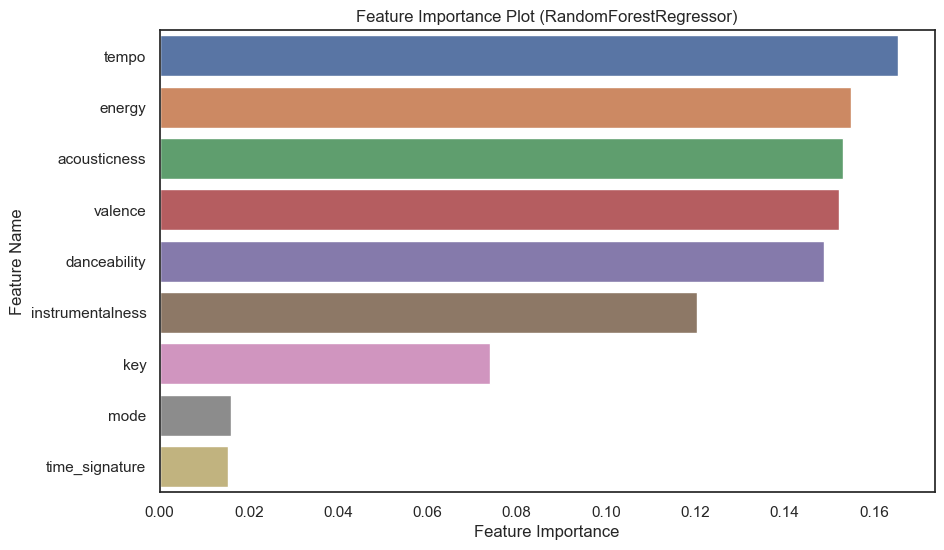 Feature Importance Plot (RandomForestRegressor)
Feature Name
tempo
energy
acousticness
valence
danceability
instrumentalness
key
mode
time_signature
0.00 0.02 0.04 0.06 0.08 0.10 0.12 0.14 0.16
Feature Importance